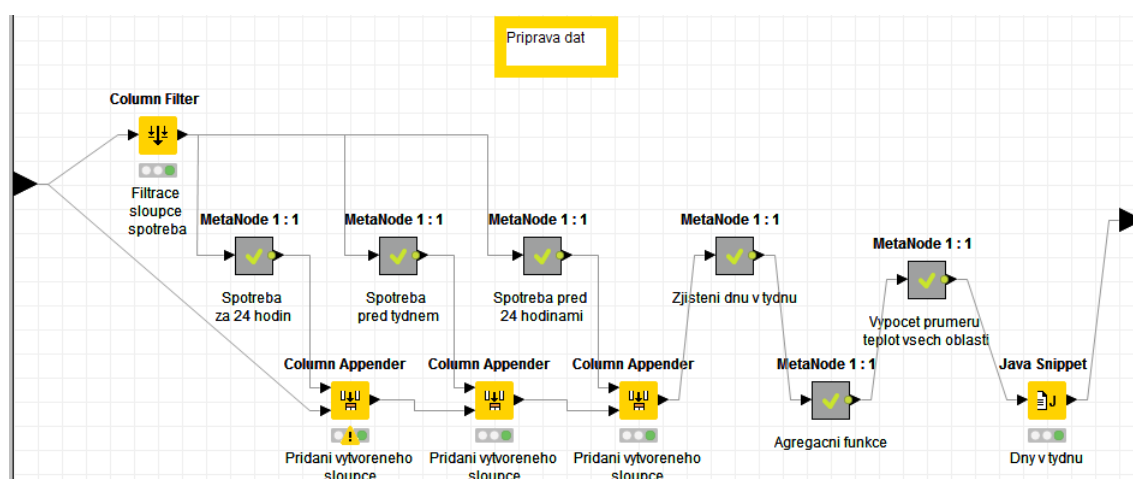 Priprava dat
Column Filter
Filtrace
sloupce
spotreba
MetaNode 1 : 1
Spotreba
za 24 hodin
MetaNode 1 : 1
Spotreba
pred tydnem
MetaNode 1 : 1
Spotreba pred
24 hodinami
MetaNode 1 : 1
Zjisteni dnu v tydnu
MetaNode 1 : 1
Vypocet prumeru
teplot vsech oblasti
Column Appender
Pridani vytvoreneho
sloupce
Column Appender
Pridani vytvoreneho
sloupce
Column Appender
Pridani vytvoreneho
sloupce
MetaNode 1 : 1
Agregacni funkce
Java Snippet
J
Dny v tydnu